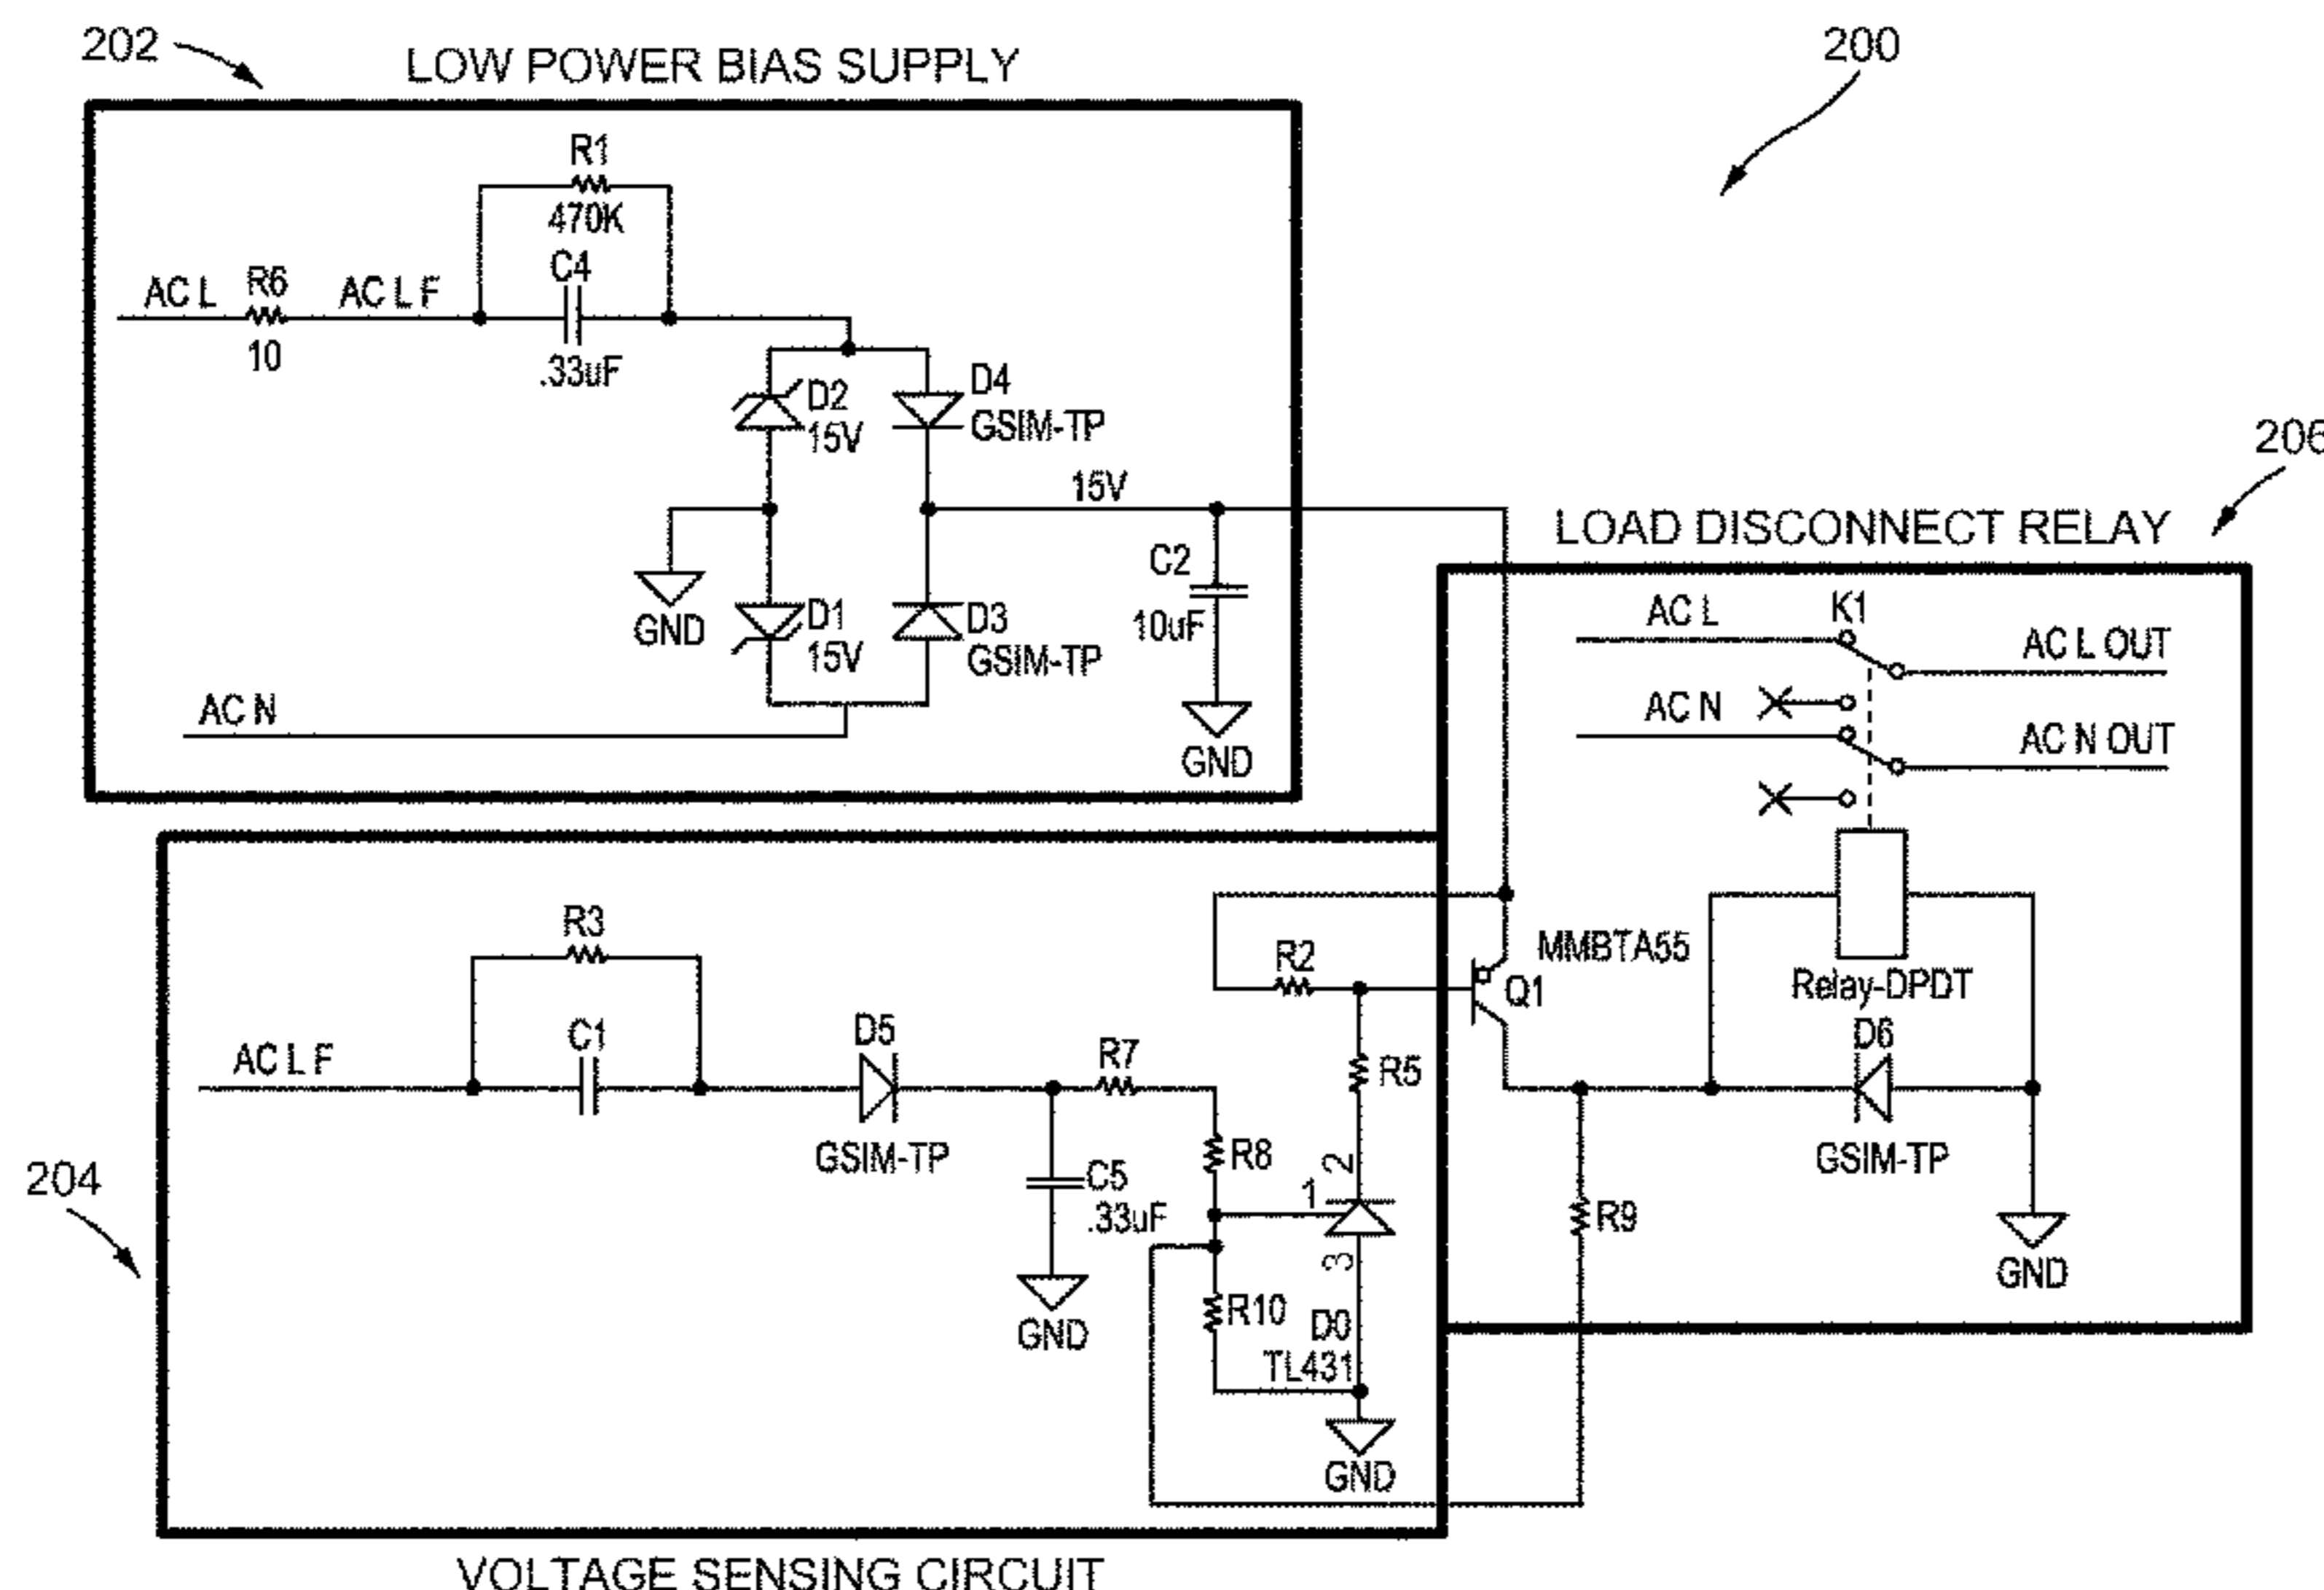 202
LOW POWER BIAS SUPPLY
200
R1
470K
C4
.33uF
AC L
R6
10
AC L F
D2
15V
D4
GSIM-TP
15V
GND
D1
15V
D3
GSIM-TP
C2
10uF
GND
AC N
206
LOAD DISCONNECT RELAY
AC L
K1
AC L OUT
AC N
AC N OUT
Relay-DPDT
MMBTA55
Q1
D6
GSIM-TP
GND
R9
204
R3
C1
AC L F
D5
GSIM-TP
R7
C5
.33uF
GND
R8
R2
R5
2
1
3
R10
D0
TL431
GND
VOLTAGE SENSING CIRCUIT